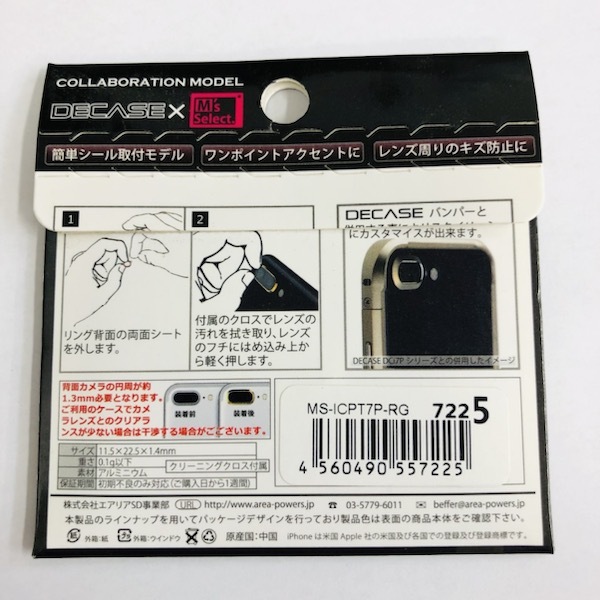 COLLABORATION MODEL
DECASE × M's Select.
簡単シール取付モデル ワンポイントアクセントに レンズ周りのキズ防止に
1
リング背面の両面シート
を外します。
2
付属のクロスでレンズの
汚れを拭き取り、レンズ
のフチにはめ込み上か
ら軽く押します。
DECASE バンパーと
にカスタマイズが出来ます。
DECASE DCi7P シリーズとの併用したイメージ
背面カメラの円周が約
1.3mm必要となります。
ご利用のケースでカメ
ラレンズとのクリアラ
ンスが少ない場合は干渉する場合がございます。
装着前 装着後
サイズ 11.5×22.5×1.4mm
重さ 0.1g以下
素材 アルミニウム
クリーニングクロス付属
保証期間 初期不良のみ対応(ご購入日から1週間)
MS-ICPT7P-RG 7225
4 560490 557225
株式会社エアリアSD事業部 URL http://www.area-powers.jp 03-5779-6011 beffer@area-powers.jp
本製品のラインナップを用いてパッケージデザインを行っており製品色は表面の商品本体をご確認下さい。
外箱:紙 外箱:ウインドウ 原産国:中国 iPhone は米国 Apple 社の米国及び各国での登録及び登録商標です。